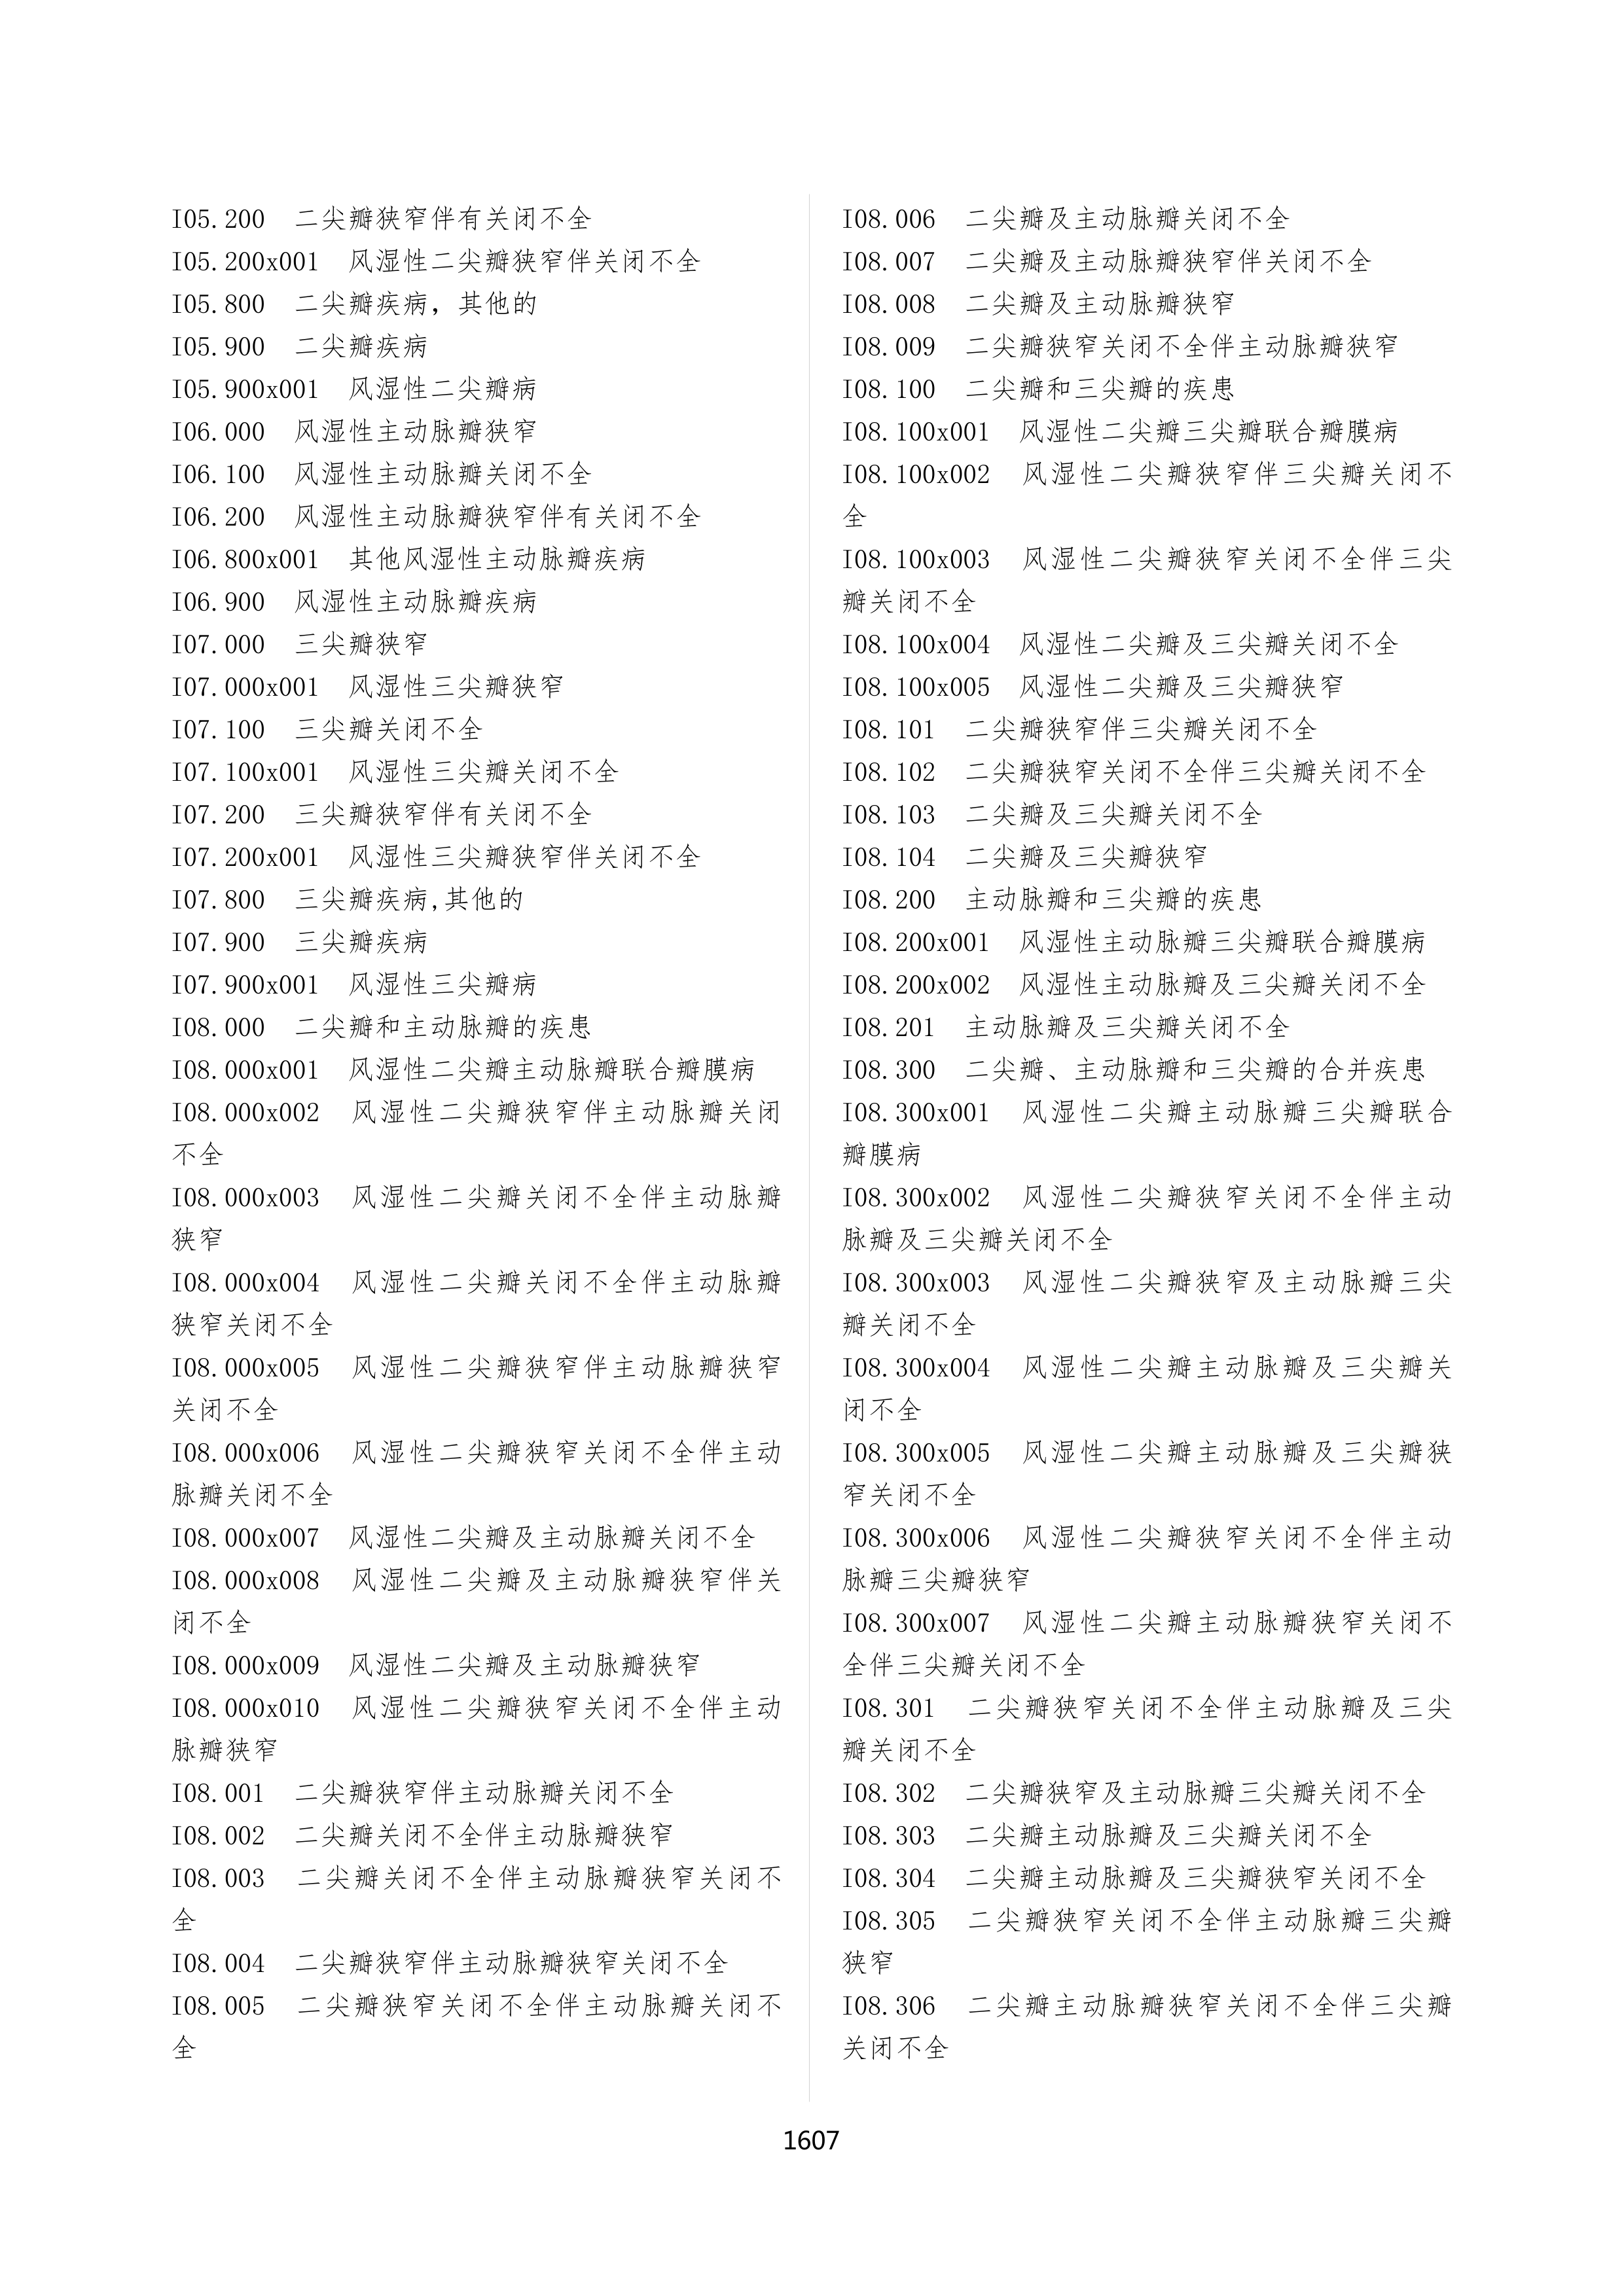 I05.200 二尖瓣狭窄伴有关闭不全
I05.200x001 风湿性二尖瓣狭窄伴关闭不全
I05.800 二尖瓣疾病，其他的
I05.900 二尖瓣疾病
I05.900x001 风湿性二尖瓣病
I06.000 风湿性主动脉瓣狭窄
I06.100 风湿性主动脉瓣关闭不全
I06.200 风湿性主动脉瓣狭窄伴有关闭不全
I06.800x001 其他风湿性主动脉瓣疾病
I06.900 风湿性主动脉瓣疾病
I07.000 三尖瓣狭窄
I07.000x001 风湿性三尖瓣狭窄
I07.100 三尖瓣关闭不全
I07.100x001 风湿性三尖瓣关闭不全
I07.200 三尖瓣狭窄伴有关闭不全
I07.200x001 风湿性三尖瓣狭窄伴关闭不全
I07.800 三尖瓣疾病,其他的
I07.900 三尖瓣疾病
I07.900x001 风湿性三尖瓣病
I08.000 二尖瓣和主动脉瓣的疾患
I08.000x001 风湿性二尖瓣主动脉瓣联合瓣膜病
I08.000x002 风湿性二尖瓣狭窄伴主动脉瓣关闭
不全
I08.000x003 风湿性二尖瓣关闭不全伴主动脉瓣
狭窄
I08.000x004 风湿性二尖瓣关闭不全伴主动脉瓣
狭窄关闭不全
I08.000x005 风湿性二尖瓣狭窄伴主动脉瓣狭窄
关闭不全
I08.000x006 风湿性二尖瓣狭窄关闭不全伴主动
脉瓣关闭不全
I08.000x007 风湿性二尖瓣及主动脉瓣关闭不全
I08.000x008 风湿性二尖瓣及主动脉瓣狭窄伴关
闭不全
I08.000x009 风湿性二尖瓣及主动脉瓣狭窄
I08.000x010 风湿性二尖瓣狭窄关闭不全伴主动
脉瓣狭窄
I08.001 二尖瓣狭窄伴主动脉瓣关闭不全
I08.002 二尖瓣关闭不全伴主动脉瓣狭窄
I08.003 二尖瓣关闭不全伴主动脉瓣狭窄关闭不
全
I08.004 二尖瓣狭窄伴主动脉瓣狭窄关闭不全
I08.005 二尖瓣狭窄关闭不全伴主动脉瓣关闭不
全
I08.006 二尖瓣及主动脉瓣关闭不全
I08.007 二尖瓣及主动脉瓣狭窄伴关闭不全
I08.008 二尖瓣及主动脉瓣狭窄
I08.009 二尖瓣狭窄关闭不全伴主动脉瓣狭窄
I08.100 二尖瓣和三尖瓣的疾患
I08.100x001 风湿性二尖瓣三尖瓣联合瓣膜病
I08.100x002 风湿性二尖瓣狭窄伴三尖瓣关闭不
全
I08.100x003 风湿性二尖瓣狭窄关闭不全伴三尖
瓣关闭不全
I08.100x004 风湿性二尖瓣及三尖瓣关闭不全
I08.100x005 风湿性二尖瓣及三尖瓣狭窄
I08.101 二尖瓣狭窄伴三尖瓣关闭不全
I08.102 二尖瓣狭窄关闭不全伴三尖瓣关闭不全
I08.103 二尖瓣及三尖瓣关闭不全
I08.104 二尖瓣及三尖瓣狭窄
I08.200 主动脉瓣和三尖瓣的疾患
I08.200x001 风湿性主动脉瓣三尖瓣联合瓣膜病
I08.200x002 风湿性主动脉瓣及三尖瓣关闭不全
I08.201 主动脉瓣及三尖瓣关闭不全
I08.300 二尖瓣、主动脉瓣和三尖瓣的合并疾患
I08.300x001 风湿性二尖瓣主动脉瓣三尖瓣联合
瓣膜病
I08.300x002 风湿性二尖瓣狭窄关闭不全伴主动
脉瓣及三尖瓣关闭不全
I08.300x003 风湿性二尖瓣狭窄及主动脉瓣三尖
瓣关闭不全
I08.300x004 风湿性二尖瓣主动脉瓣及三尖瓣关
闭不全
I08.300x005 风湿性二尖瓣主动脉瓣及三尖瓣狭
窄关闭不全
I08.300x006 风湿性二尖瓣狭窄关闭不全伴主动
脉瓣三尖瓣狭窄
I08.300x007 风湿性二尖瓣主动脉瓣狭窄关闭不
全伴三尖瓣关闭不全
I08.301 二尖瓣狭窄关闭不全伴主动脉瓣及三尖
瓣关闭不全
I08.302 二尖瓣狭窄及主动脉瓣三尖瓣关闭不全
I08.303 二尖瓣主动脉瓣及三尖瓣关闭不全
I08.304 二尖瓣主动脉瓣及三尖瓣狭窄关闭不全
I08.305 二尖瓣狭窄关闭不全伴主动脉瓣三尖瓣
狭窄
I08.306 二尖瓣主动脉瓣狭窄关闭不全伴三尖瓣
关闭不全
1607